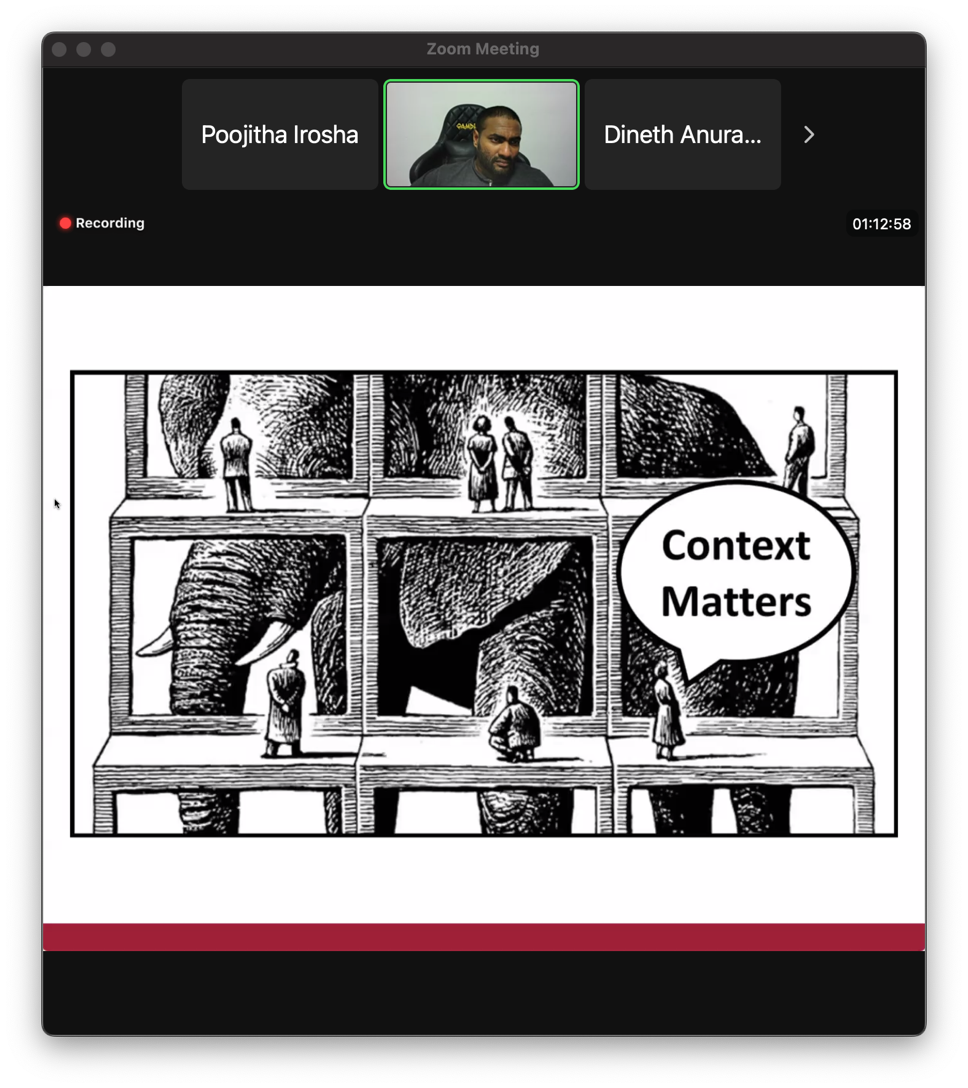 Zoom Meeting
Poojitha Irosha
Dineth Anura...
Recording
01:12:58
Context
Matters